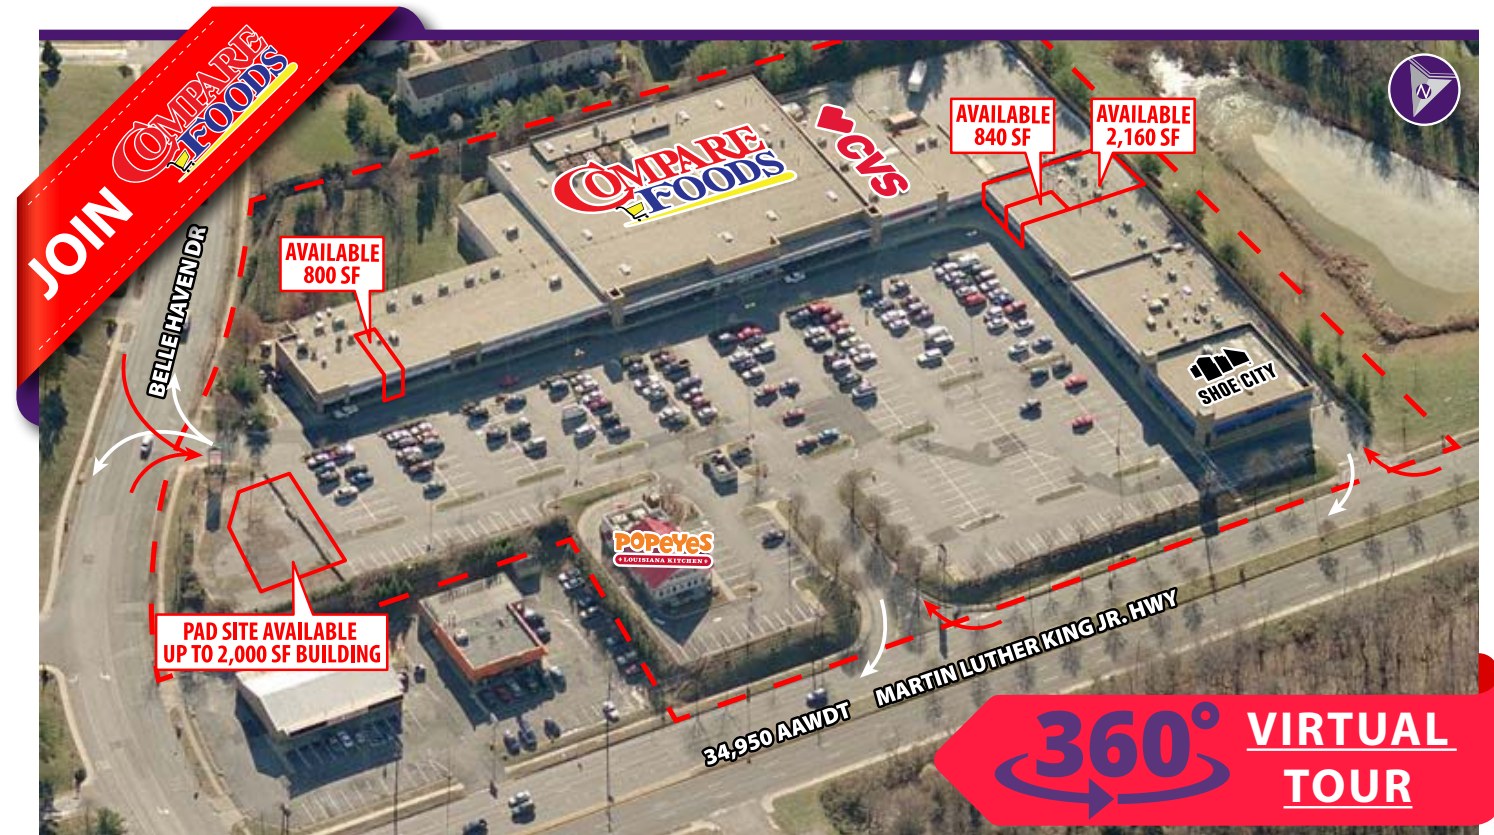 JOIN
COMPARE
FOODS
BELLE HAVEN DR
AVAILABLE
800 SF
COMPARE
FOODS
CVS
AVAILABLE
840 SF
AVAILABLE
2,160 SF
N
SHOE CITY
POPEYES
LOUISIANA KITCHEN
PAD SITE AVAILABLE
UP TO 2,000 SF BUILDING
34,950 AAWDT MARTIN LUTHER KING JR. HWY
360°
VIRTUAL
TOUR